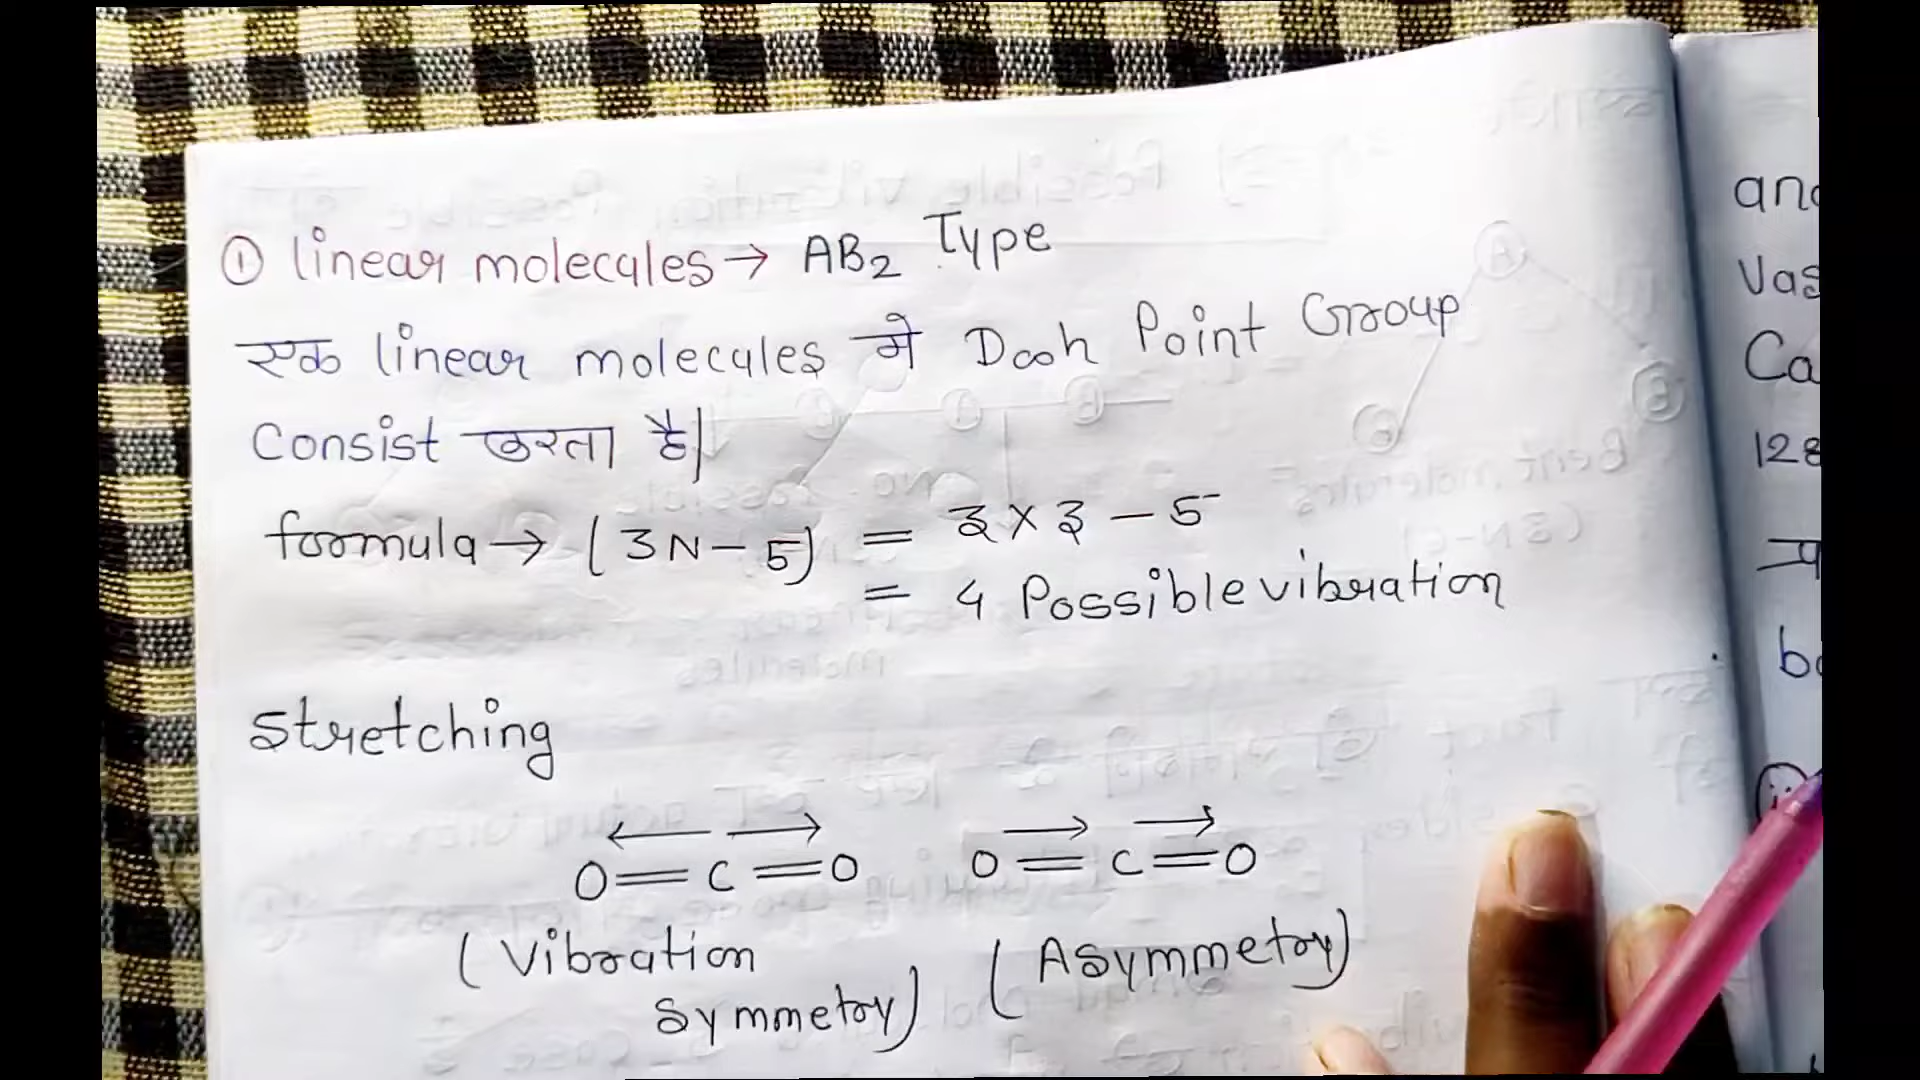 ① linear molecules → AB₂ Type
एक linear molecules मे D∞h Point Group
Consist करता है|
formula → (3N-5) = 3×3-5
= 4 Possible vibration
Stretching
← → → →
O=C=O O=C=O
(Vibration symmetry) (Asymmetry)
128